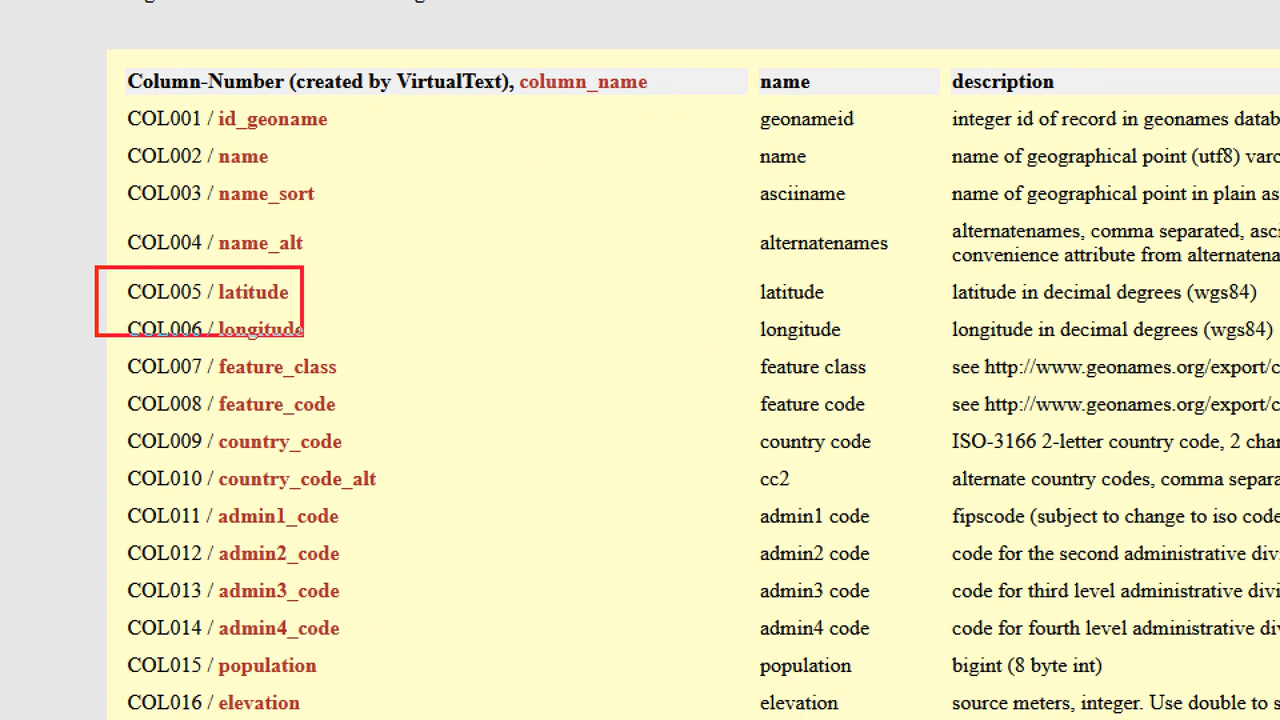 Column-Number (created by VirtualText), column_name name description
COL001 / id_geoname geonameid integer id of record in geonames datab
COL002 / name name name of geographical point (utf8) varc
COL003 / name_sort asciiname name of geographical point in plain as
COL004 / name_alt alternatenames alternatenames, comma separated, asci
convenience attribute from alternatena
COL005 / latitude latitude latitude in decimal degrees (wgs84)
COL006 / longitude longitude longitude in decimal degrees (wgs84)
COL007 / feature_class feature class see http://www.geonames.org/export/c
COL008 / feature_code feature code see http://www.geonames.org/export/c
COL009 / country_code country code ISO-3166 2-letter country code, 2 char
COL010 / country_code_alt cc2 alternate country codes, comma separa
COL011 / admin1_code admin1 code fipscode (subject to change to iso code
COL012 / admin2_code admin2 code code for the second administrative divi
COL013 / admin3_code admin3 code code for third level administrative divi
COL014 / admin4_code admin4 code code for fourth level administrative div
COL015 / population population bigint (8 byte int)
COL016 / elevation elevation source meters, integer. Use double to s